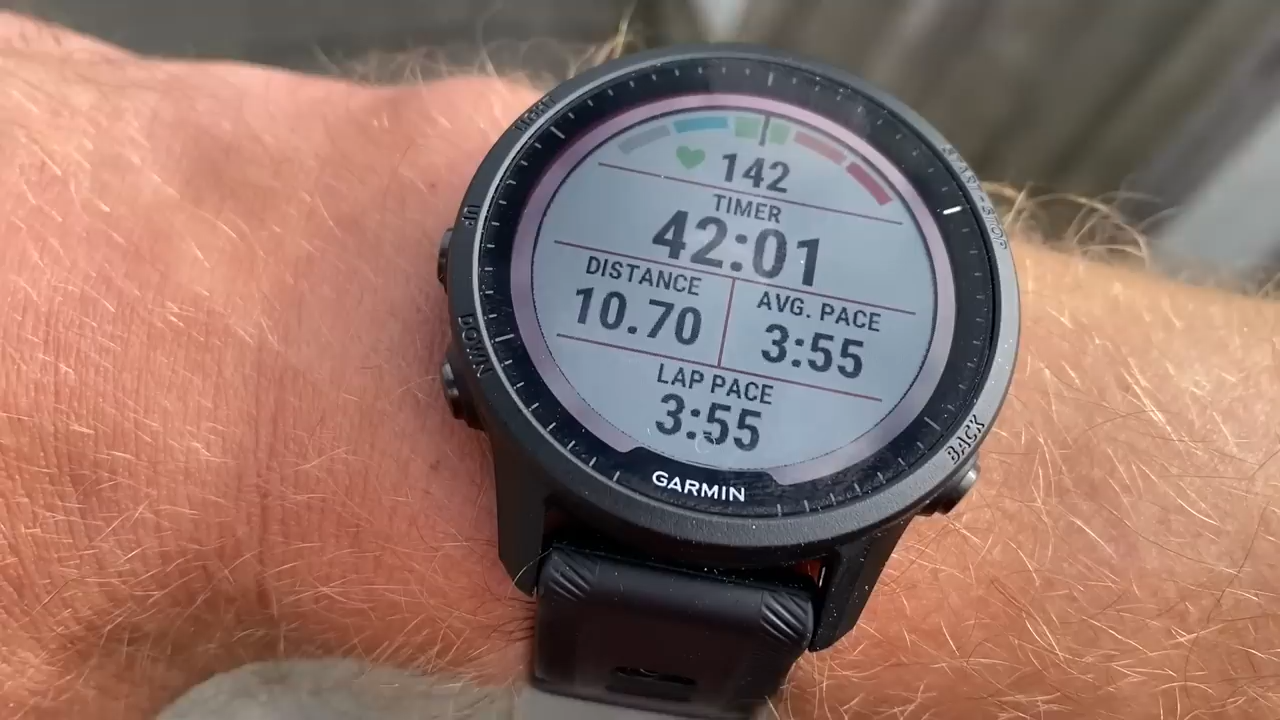 LIGHT
START·STOP
UP
DOWN
BACK
142
TIMER
42:01
DISTANCE
10.70
AVG. PACE
3:55
LAP PACE
3:55
GARMIN